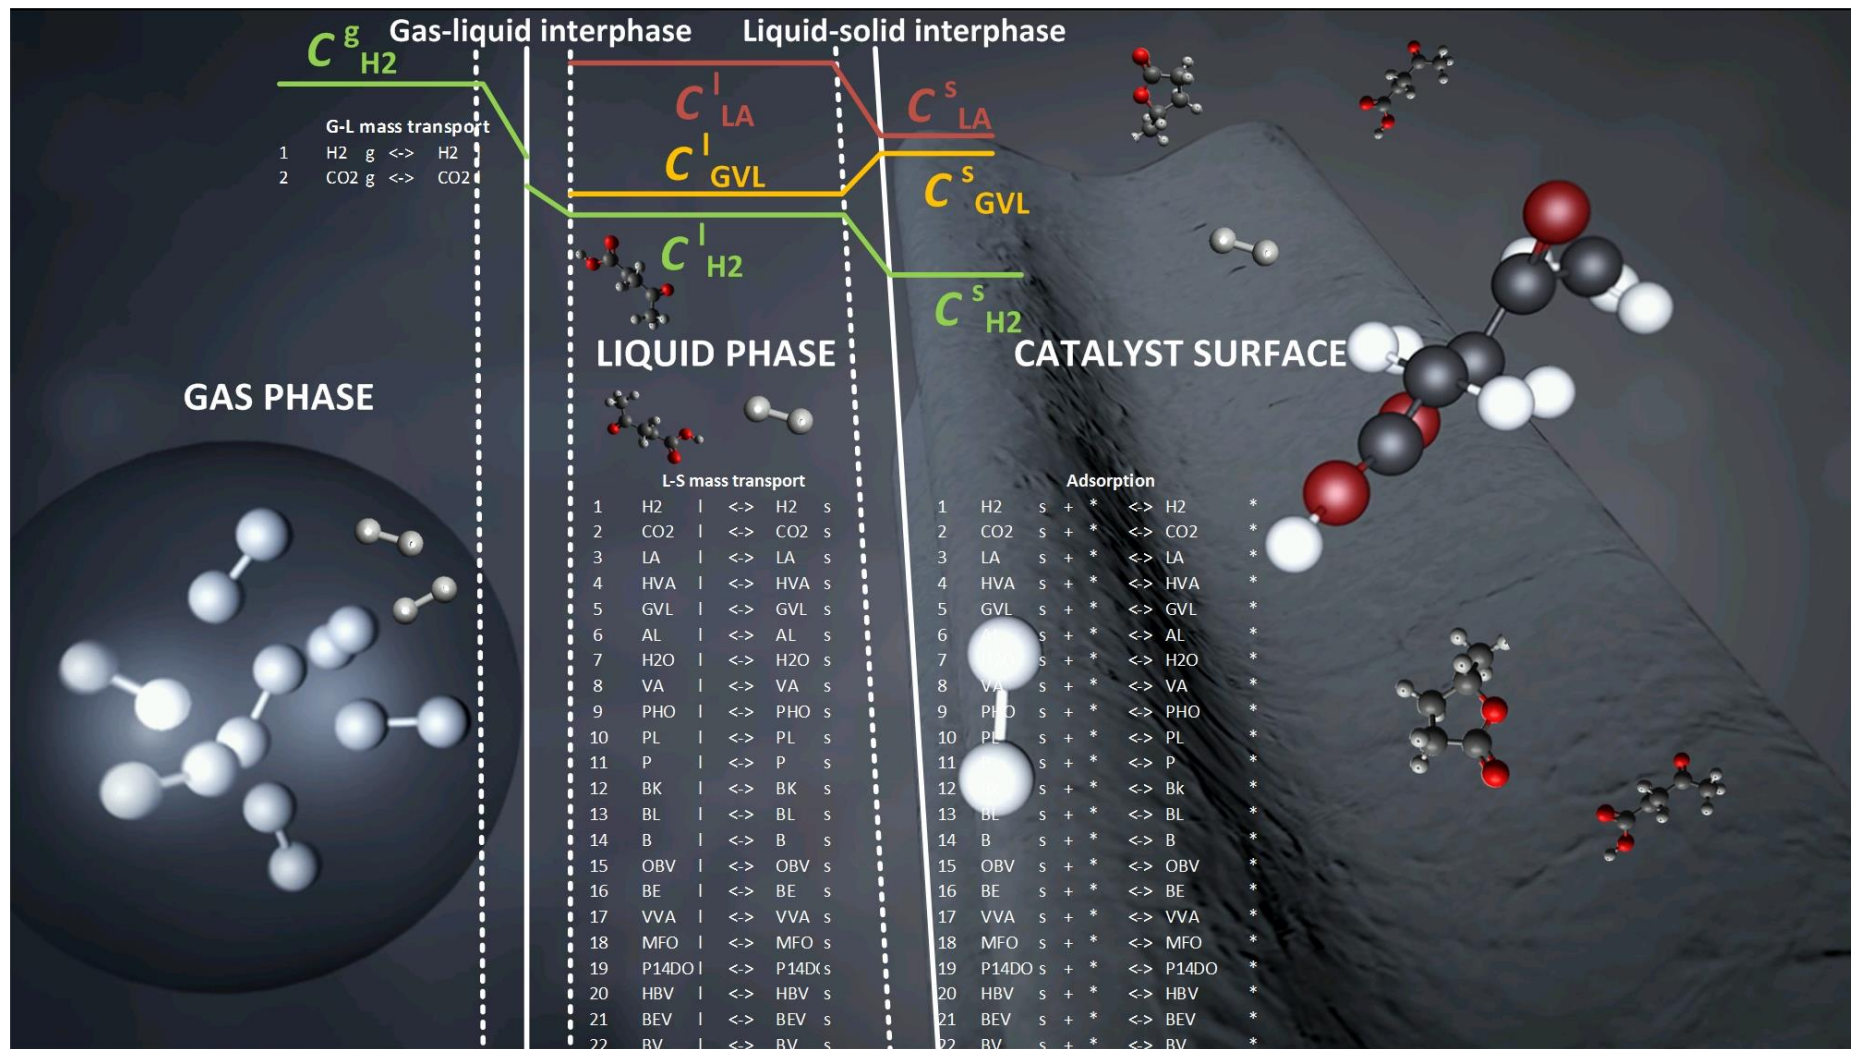 Gas-liquid interphase
Liquid-solid interphase
C g H2
C l LA
C s LA
C l GVL
C s GVL
C l H2
C s H2
G-L mass transport
1 H2 g <-> H2 l
2 CO2 g <-> CO2 l
GAS PHASE
LIQUID PHASE
CATALYST SURFACE
L-S mass transport
1 H2 l <-> H2 s
2 CO2 l <-> CO2 s
3 LA l <-> LA s
4 HVA l <-> HVA s
5 GVL l <-> GVL s
6 AL l <-> AL s
7 H2O l <-> H2O s
8 VA l <-> VA s
9 PHO l <-> PHO s
10 PL l <-> PL s
11 P l <-> P s
12 BK l <-> BK s
13 BL l <-> BL s
14 B l <-> B s
15 OBV l <-> OBV s
16 BE l <-> BE s
17 VVA l <-> VVA s
18 MFO l <-> MFO s
19 P14DO l <-> P14D s
20 HBV l <-> HBV s
21 BEV l <-> BEV s
22 BV l <-> BV s
Adsorption
1 H2 s + * <-> H2 *
2 CO2 s + * <-> CO2 *
3 LA s + * <-> LA *
4 HVA s + * <-> HVA *
5 GVL s + * <-> GVL *
6 AL s + * <-> AL *
7 H2O s + * <-> H2O *
8 VA s + * <-> VA *
9 PHO s + * <-> PHO *
10 PL s + * <-> PL *
11 s + * <-> P *
12 s + * <-> Bk *
13 BL s + * <-> BL *
14 B s + * <-> B *
15 OBV s + * <-> OBV *
16 BE s + * <-> BE *
17 VVA s + * <-> VVA *
18 MFO s + * <-> MFO *
19 P14DO s + * <-> P14DO *
20 HBV s + * <-> HBV *
21 BEV s + * <-> BEV *
22 BV s + * <-> BV *